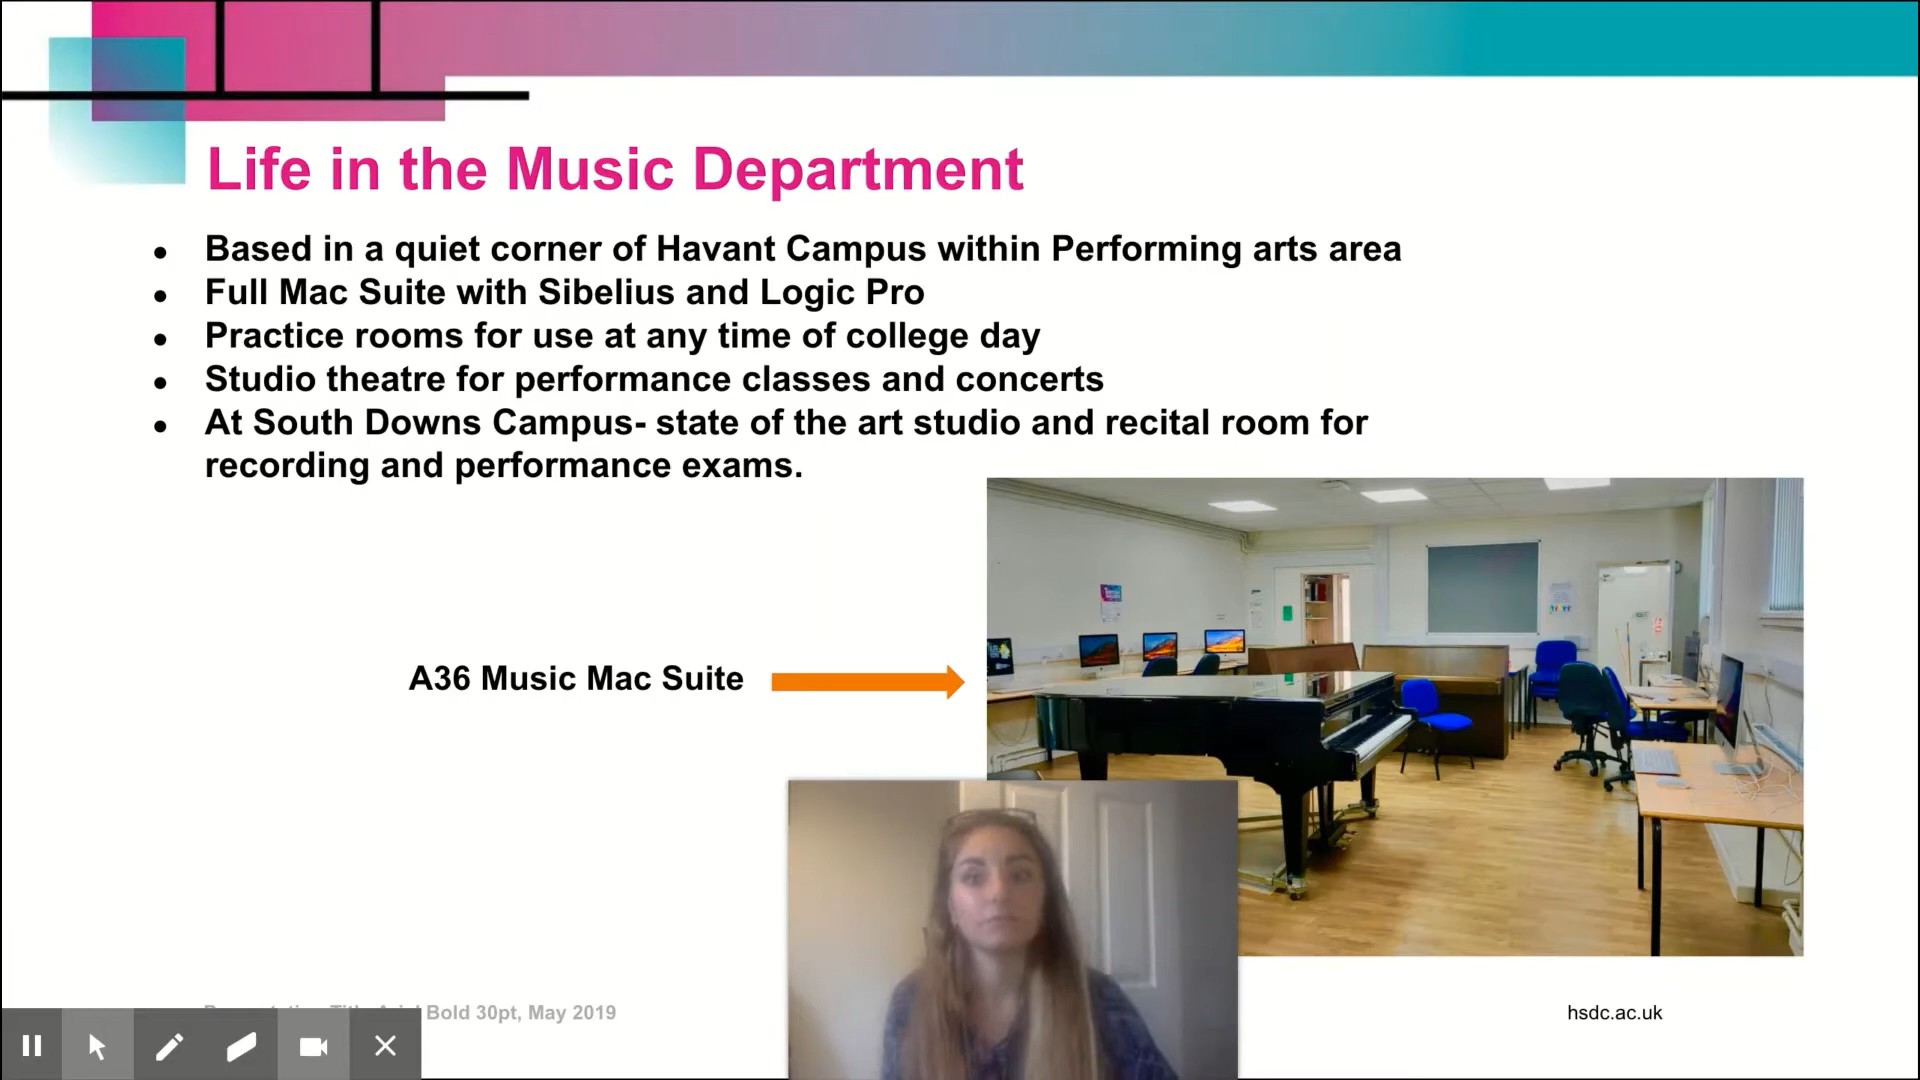 Life in the Music Department
Based in a quiet corner of Havant Campus within Performing arts area
Full Mac Suite with Sibelius and Logic Pro
Practice rooms for use at any time of college day
Studio theatre for performance classes and concerts
At South Downs Campus- state of the art studio and recital room for
recording and performance exams.
A36 Music Mac Suite
Bold 30pt, May 2019
hsdc.ac.uk